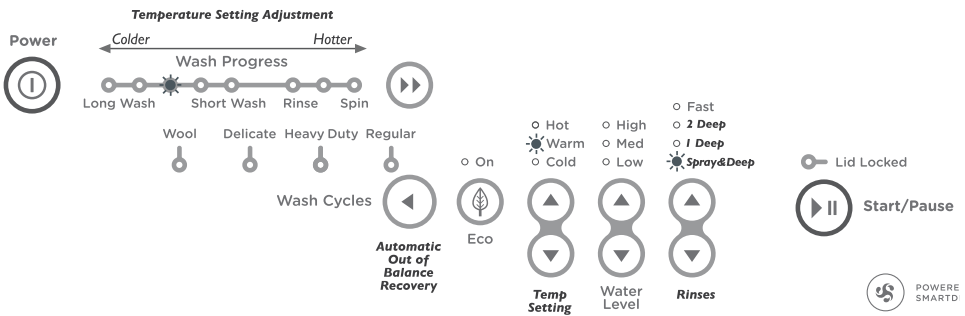 Temperature Setting Adjustment
Colder Hotter
Power
Wash Progress
Long Wash Short Wash Rinse Spin
Wool Delicate Heavy Duty Regular
Wash Cycles
Automatic
Out of
Balance
Recovery
On
Eco
Hot
Warm
Cold
Temp
Setting
High
Med
Low
Water
Level
Fast
2 Deep
1 Deep
Spray&Deep
Rinses
Lid Locked
Start/Pause
POWERE
SMARTD